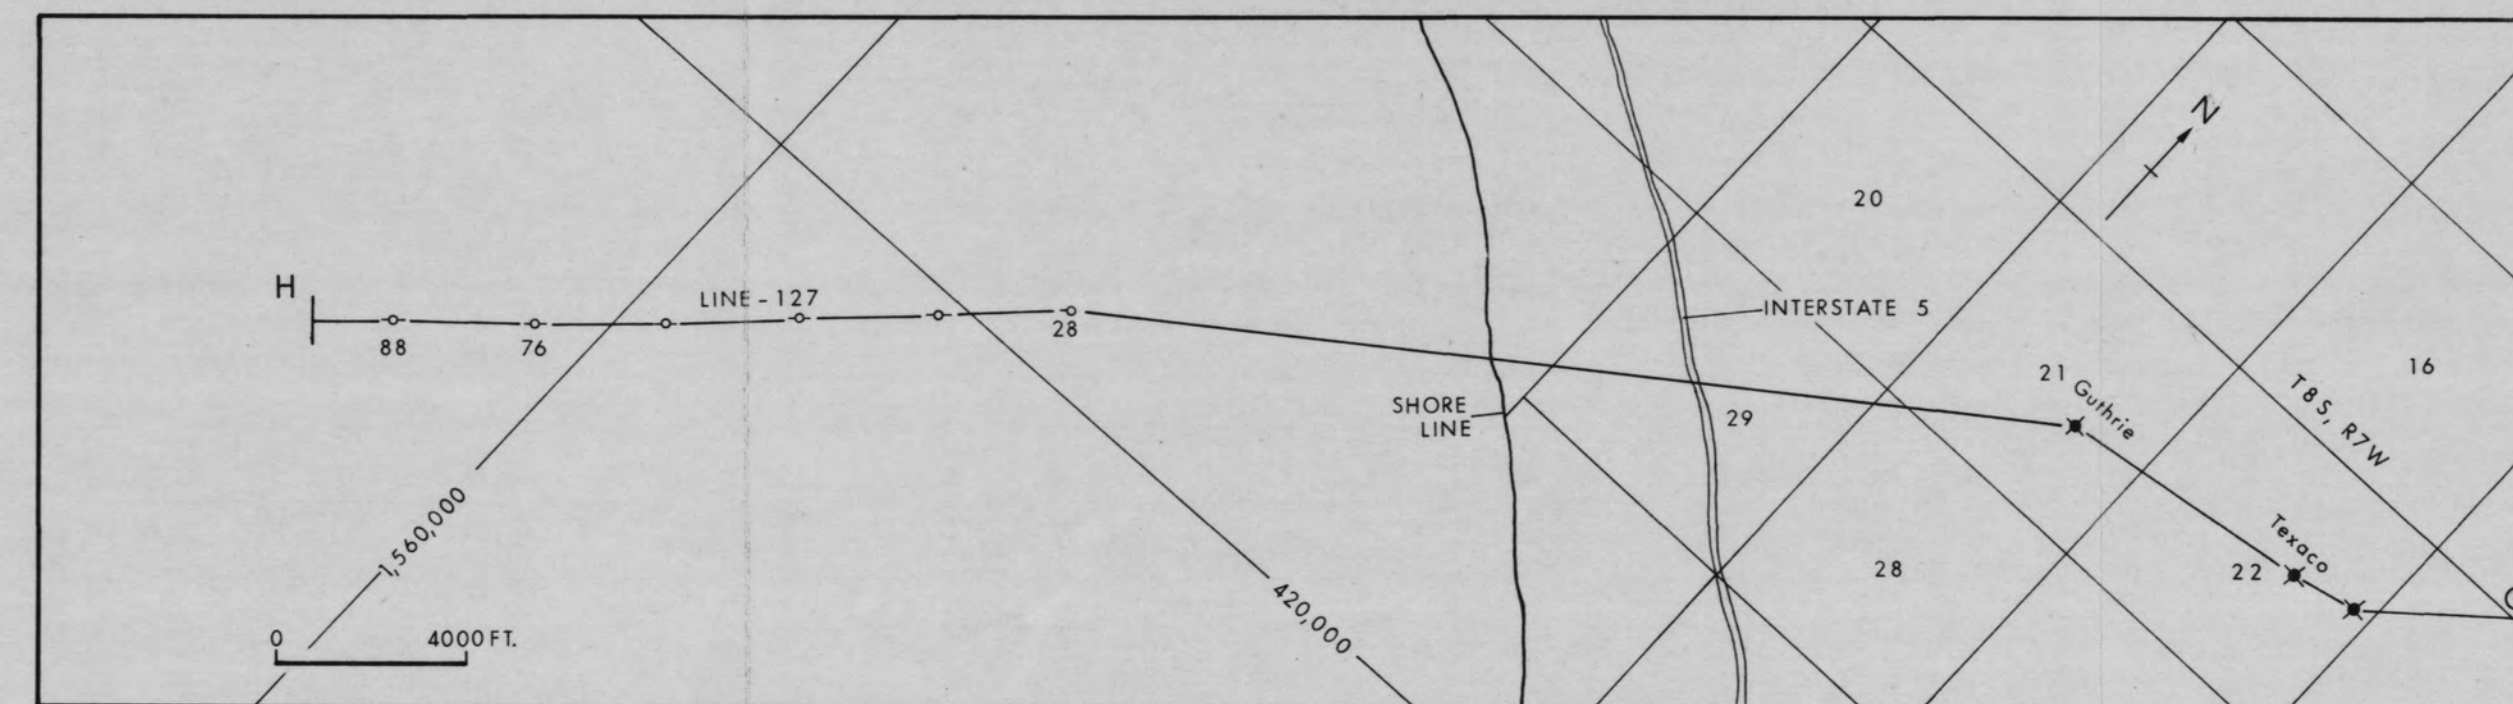 N
20
H
LINE - 127
INTERSTATE 5
88
76
28
21 Guthrie
16
SHORE
LINE
29
T8S, R7W
1,560,000
Texaco
28
22
420,000
0 4000 FT.